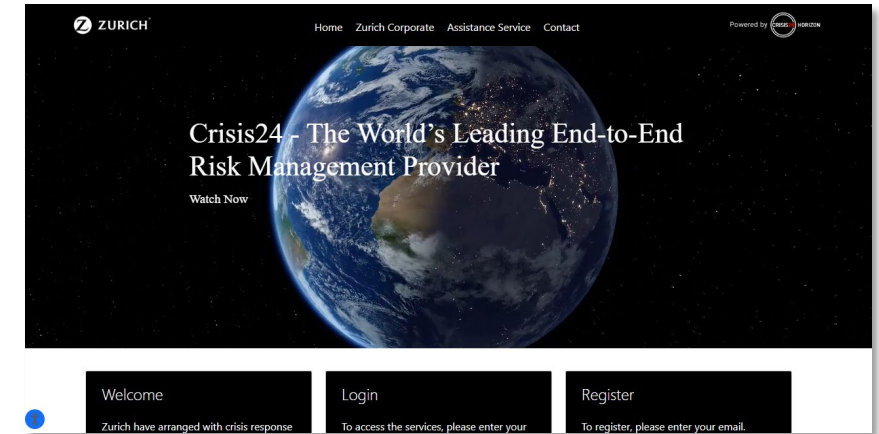 ZURICH
Home Zurich Corporate Assistance Service Contact
Powered by CRISIS24 HORIZON
Crisis24 - The World’s Leading End-to-End
Risk Management Provider
Watch Now
Welcome
Zurich have arranged with crisis response
Login
To access the services, please enter your
Register
To register, please enter your email.